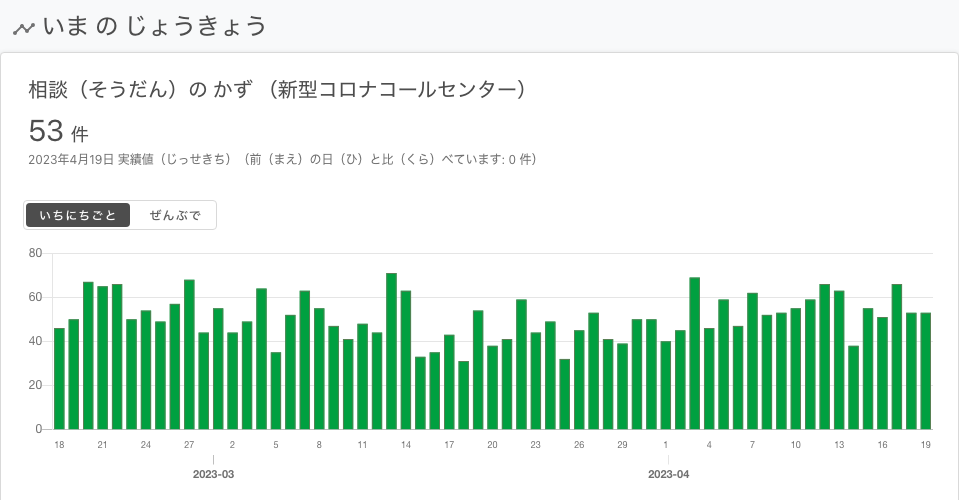 いま の じょうきょう
相談（そうだん）の かず （新型コロナコールセンター）
53 件
2023年4月19日 実績値（じっせきち）（前（まえ）の日（ひ）と比（くら）べています: 0 件）
いちにちごと ぜんぶで
80
60
40
20
0
18 21 24 27 2 5 8 11 14 17 20 23 26 29 1 4 7 10 13 16 19
2023-03 2023-04